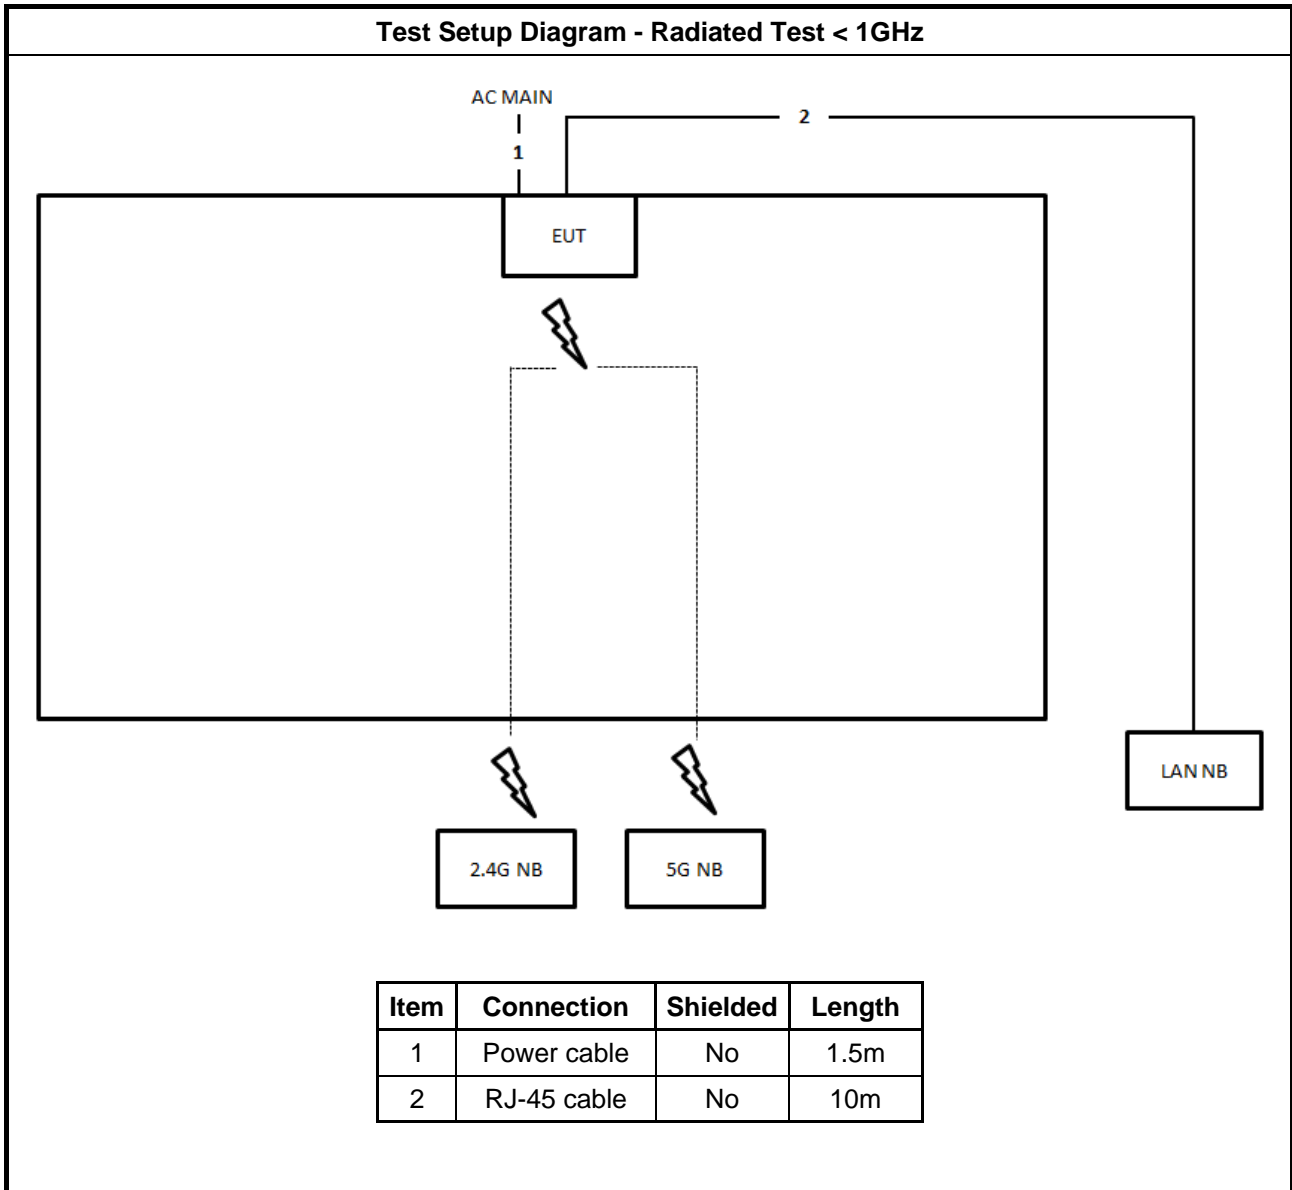 Test Setup Diagram - Radiated Test < 1GHz
AC MAIN
2
1
EUT
LAN NB
2.4G NB
5G NB
Item Connection Shielded Length
1 Power cable No 1.5m
2 RJ-45 cable No 10m